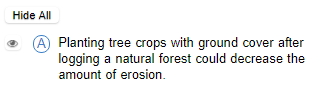 Hide All
A Planting tree crops with ground cover after
logging a natural forest could decrease the
amount of erosion.